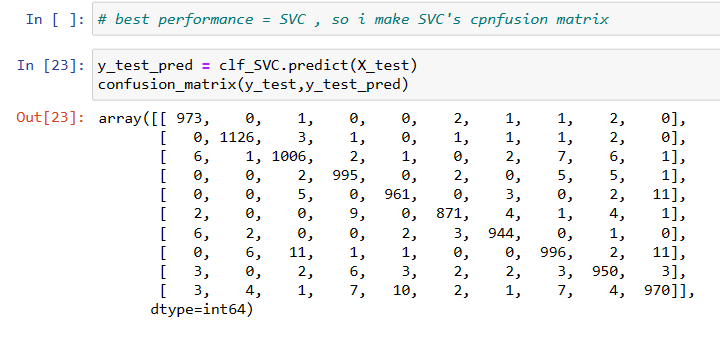 In [ ]: # best performance = SVC , so i make SVC's cpnfusion matrix
In [23]: y_test_pred = clf_SVC.predict(X_test)
confusion_matrix(y_test,y_test_pred)
Out[23]: array([[ 973, 0, 1, 0, 0, 2, 1, 1, 2, 0],
[ 0, 1126, 3, 1, 0, 1, 1, 1, 2, 0],
[ 6, 1, 1006, 2, 1, 0, 2, 7, 6, 1],
[ 0, 0, 2, 995, 0, 2, 0, 5, 5, 1],
[ 0, 0, 5, 0, 961, 0, 3, 0, 2, 11],
[ 2, 0, 0, 9, 0, 871, 4, 1, 4, 1],
[ 6, 2, 0, 0, 2, 3, 944, 0, 1, 0],
[ 0, 6, 11, 1, 1, 0, 0, 996, 2, 11],
[ 3, 0, 2, 6, 3, 2, 2, 3, 950, 3],
[ 3, 4, 1, 7, 10, 2, 1, 7, 4, 970]],
dtype=int64)